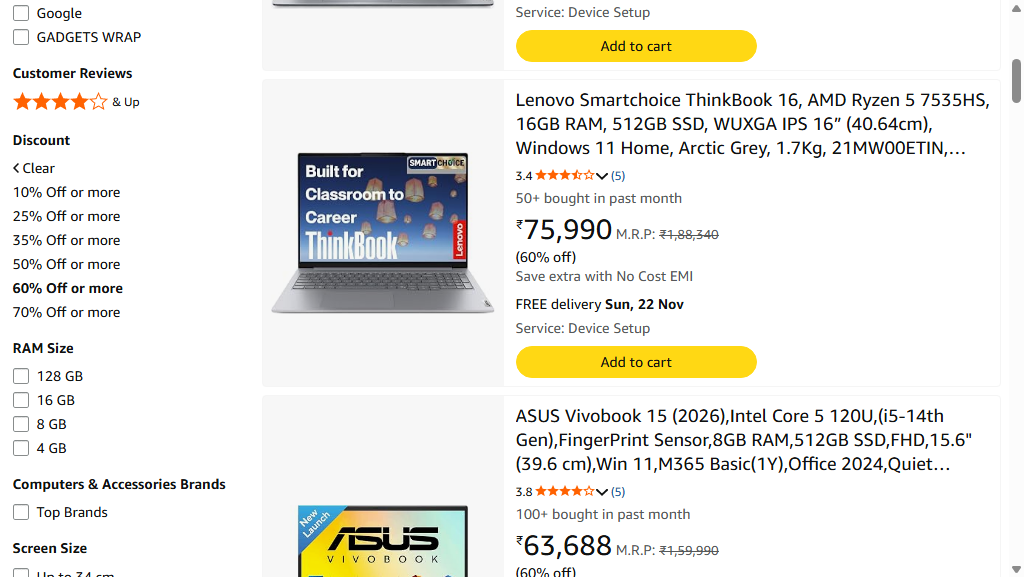 Google
GADGETS WRAP
Customer Reviews
& Up
Discount
Clear
10% Off or more
25% Off or more
35% Off or more
50% Off or more
60% Off or more
70% Off or more
RAM Size
128 GB
16 GB
8 GB
4 GB
Computers & Accessories Brands
Top Brands
Screen Size
Up to 34 cm
Service: Device Setup
Add to cart
SMARTCHOICE
Built for
Classroom to
Career
ThinkBook
Lenovo
Lenovo Smartchoice ThinkBook 16, AMD Ryzen 5 7535HS,
16GB RAM, 512GB SSD, WUXGA IPS 16” (40.64cm),
Windows 11 Home, Arctic Grey, 1.7Kg, 21MW00ETIN,…
3.4 (5)
50+ bought in past month
₹75,990 M.R.P: ₹1,88,340
(60% off)
Save extra with No Cost EMI
FREE delivery Sun, 22 Nov
Service: Device Setup
Add to cart
New
Launch
ASUS
VIVOBOOK
ASUS Vivobook 15 (2026),Intel Core 5 120U,(i5-14th
Gen),FingerPrint Sensor,8GB RAM,512GB SSD,FHD,15.6"
(39.6 cm),Win 11,M365 Basic(1Y),Office 2024,Quiet…
3.8 (5)
100+ bought in past month
₹63,688 M.R.P: ₹1,59,990
(60% off)